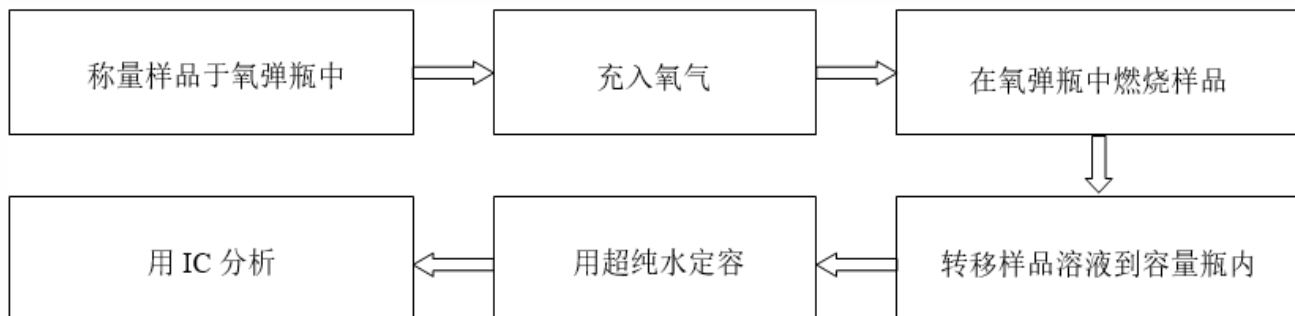 称量样品于氧弹瓶中
充入氧气
在氧弹瓶中燃烧样品
转移样品溶液到容量瓶内
用超纯水定容
用 IC 分析